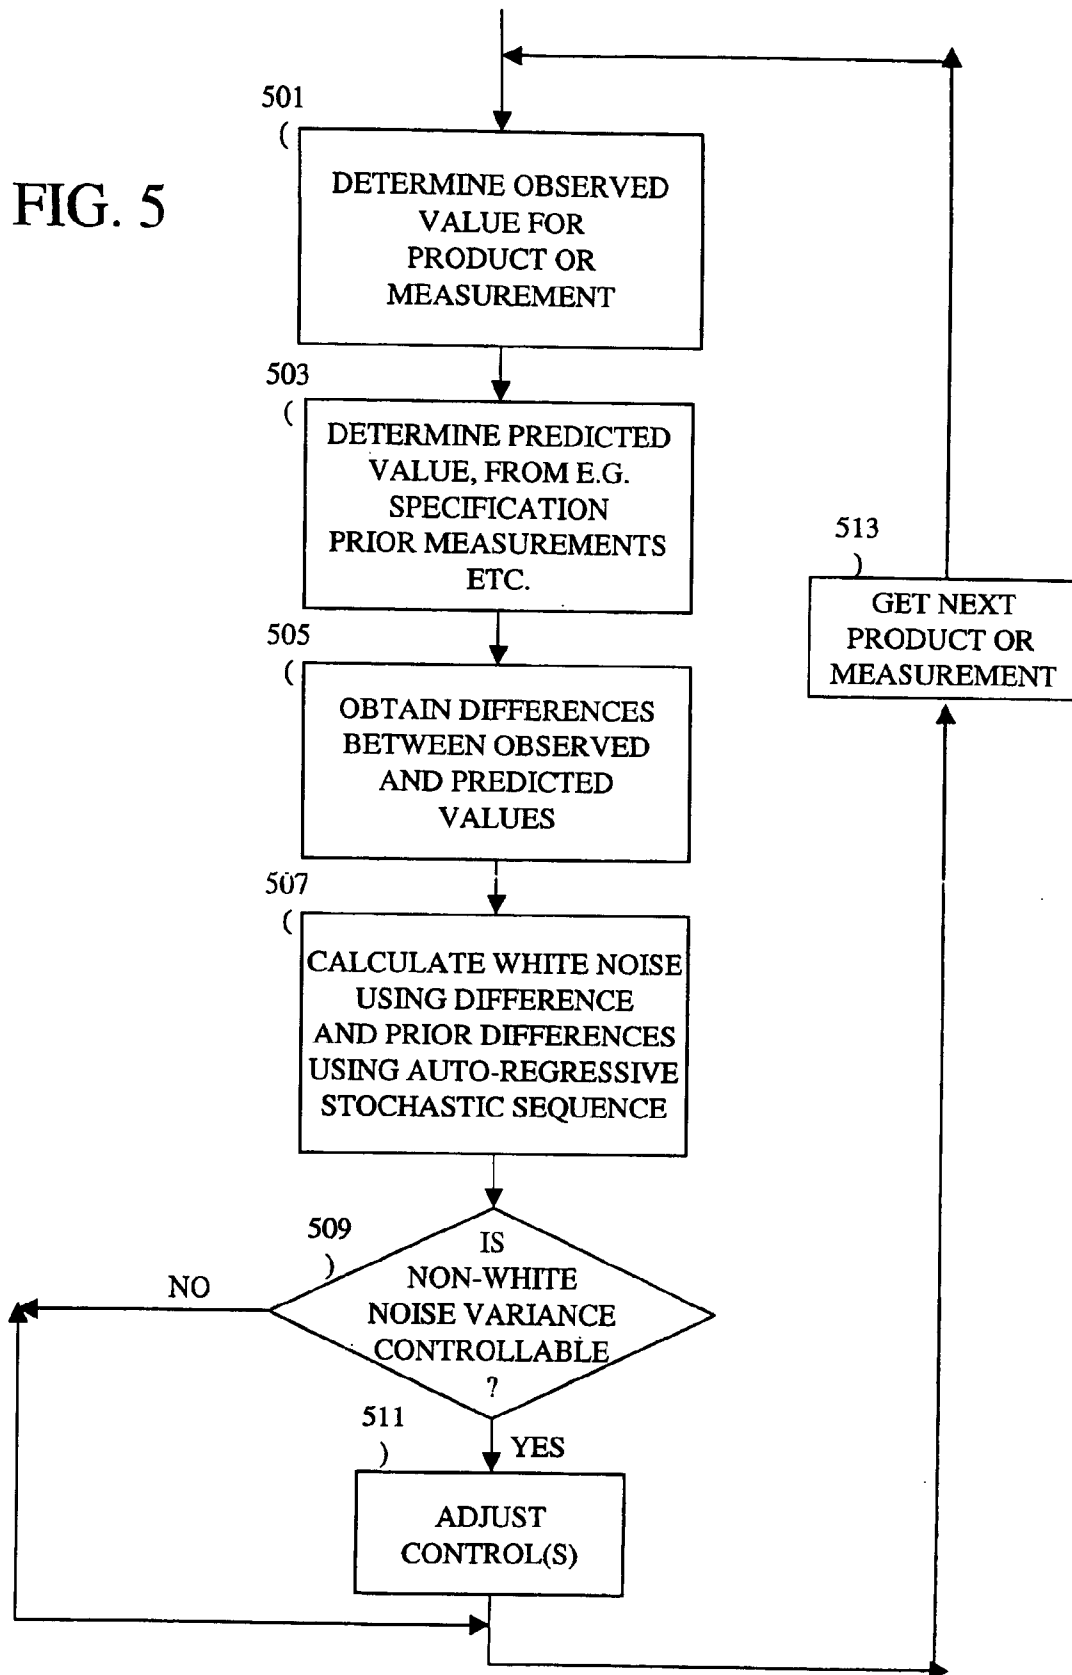 FIG. 5
501
DETERMINE OBSERVED
VALUE FOR
PRODUCT OR
MEASUREMENT
503
DETERMINE PREDICTED
VALUE, FROM E.G.
SPECIFICATION
PRIOR MEASUREMENTS
ETC.
505
OBTAIN DIFFERENCES
BETWEEN OBSERVED
AND PREDICTED
VALUES
507
CALCULATE WHITE NOISE
USING DIFFERENCE
AND PRIOR DIFFERENCES
USING AUTO-REGRESSIVE
STOCHASTIC SEQUENCE
509
IS
NON-WHITE
NOISE VARIANCE
CONTROLLABLE
?
NO
YES
511
ADJUST
CONTROL(S)
513
GET NEXT
PRODUCT OR
MEASUREMENT